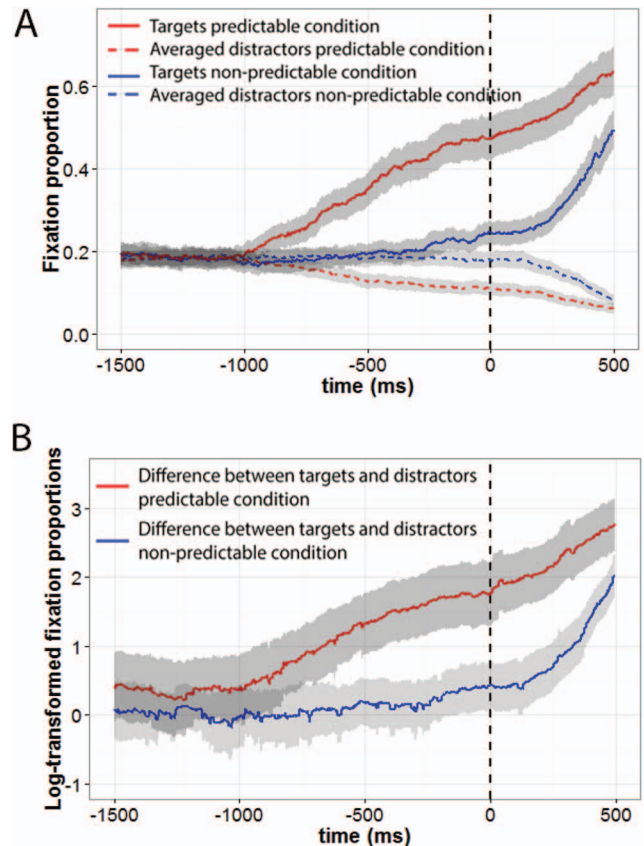 A
Targets predictable condition
Averaged distractors predictable condition
Targets non-predictable condition
Averaged distractors non-predictable condition
Fixation proportion
0.6
0.4
0.2
0.0
-1500 -1000 -500 0 500
time (ms)
B
Difference between targets and distractors
predictable condition
Difference between targets and distractors
non-predictable condition
Log-transformed fixation proportions
3
2
1
0
-1
-1500 -1000 -500 0 500
time (ms)